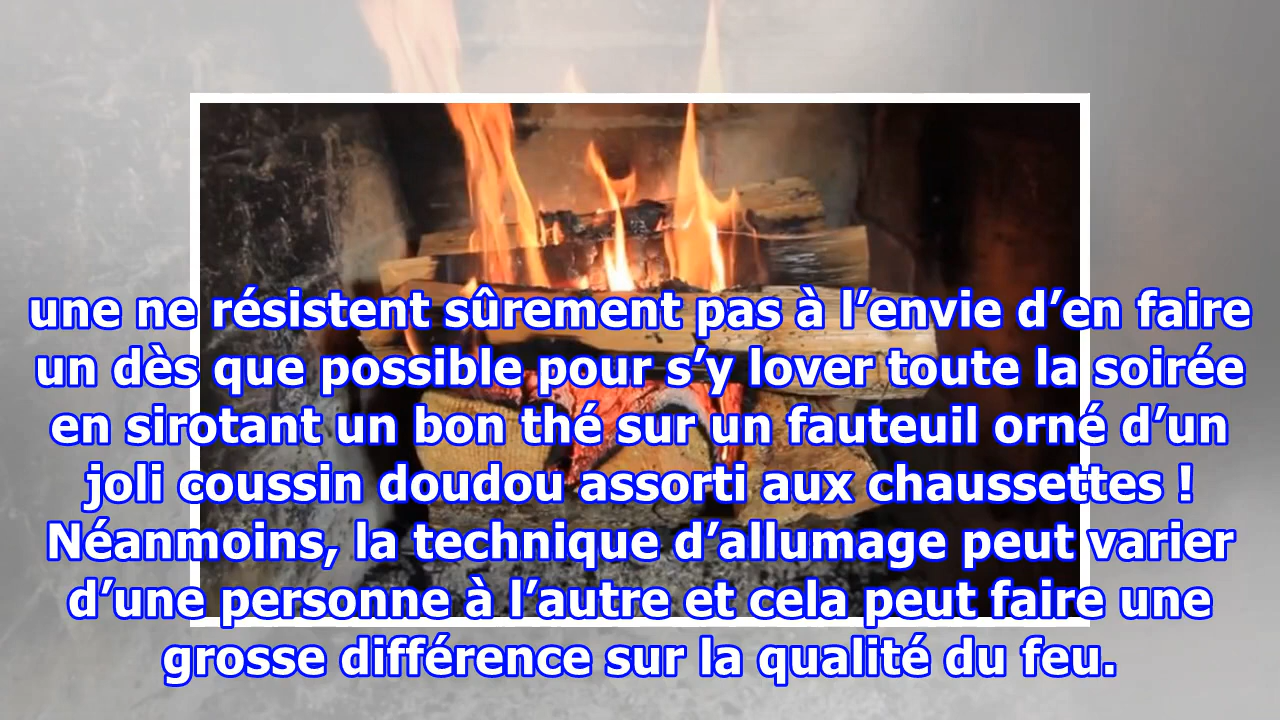 une ne résistent sûrement pas à l’envie d’en faire
un dès que possible pour s’y lover toute la soirée
en sirotant un bon thé sur un fauteuil orné d’un
joli coussin doudou assorti aux chaussettes !
Néanmoins, la technique d’allumage peut varier
d’une personne à l’autre et cela peut faire une
grosse différence sur la qualité du feu.